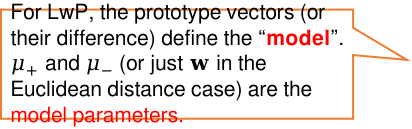 For LwP, the prototype vectors (or
their difference) define the “model”.
μ₊ and μ₋ (or just w in the
Euclidean distance case) are the
model parameters.